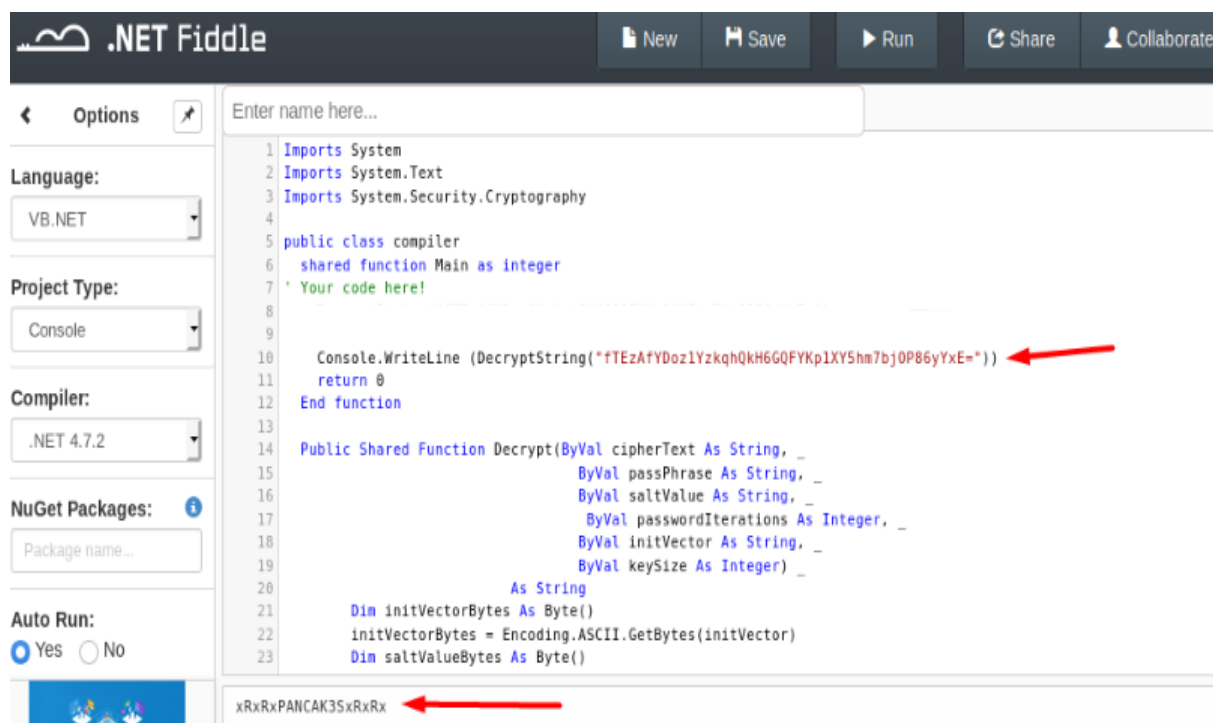 .NET Fiddle
New
Save
Run
Share
Collaborate
Options
Enter name here...
Language:
VB.NET
Project Type:
Console
Compiler:
.NET 4.7.2
NuGet Packages:
Package name...
Auto Run:
Yes No
1 Imports System
2 Imports System.Text
3 Imports System.Security.Cryptography
4
5 public class compiler
6 shared function Main as integer
7 ' Your code here!
8
9
10 Console.WriteLine (DecryptString("fTEzAfYDoz1YzkqhQkH6GQFYKp1XY5hm7bjOP86yYxE="))
11 return 0
12 End function
13
14 Public Shared Function Decrypt(ByVal cipherText As String, _
15 ByVal passPhrase As String, _
16 ByVal saltValue As String, _
17 ByVal passwordIterations As Integer, _
18 ByVal initVector As String, _
19 ByVal keySize As Integer) _
20 As String
21 Dim initVectorBytes As Byte()
22 initVectorBytes = Encoding.ASCII.GetBytes(initVector)
23 Dim saltValueBytes As Byte()
xRxRxPANCAK3SxRxRx